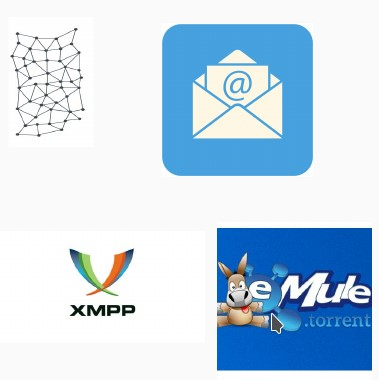 @
XMPP
eMule
.torrent